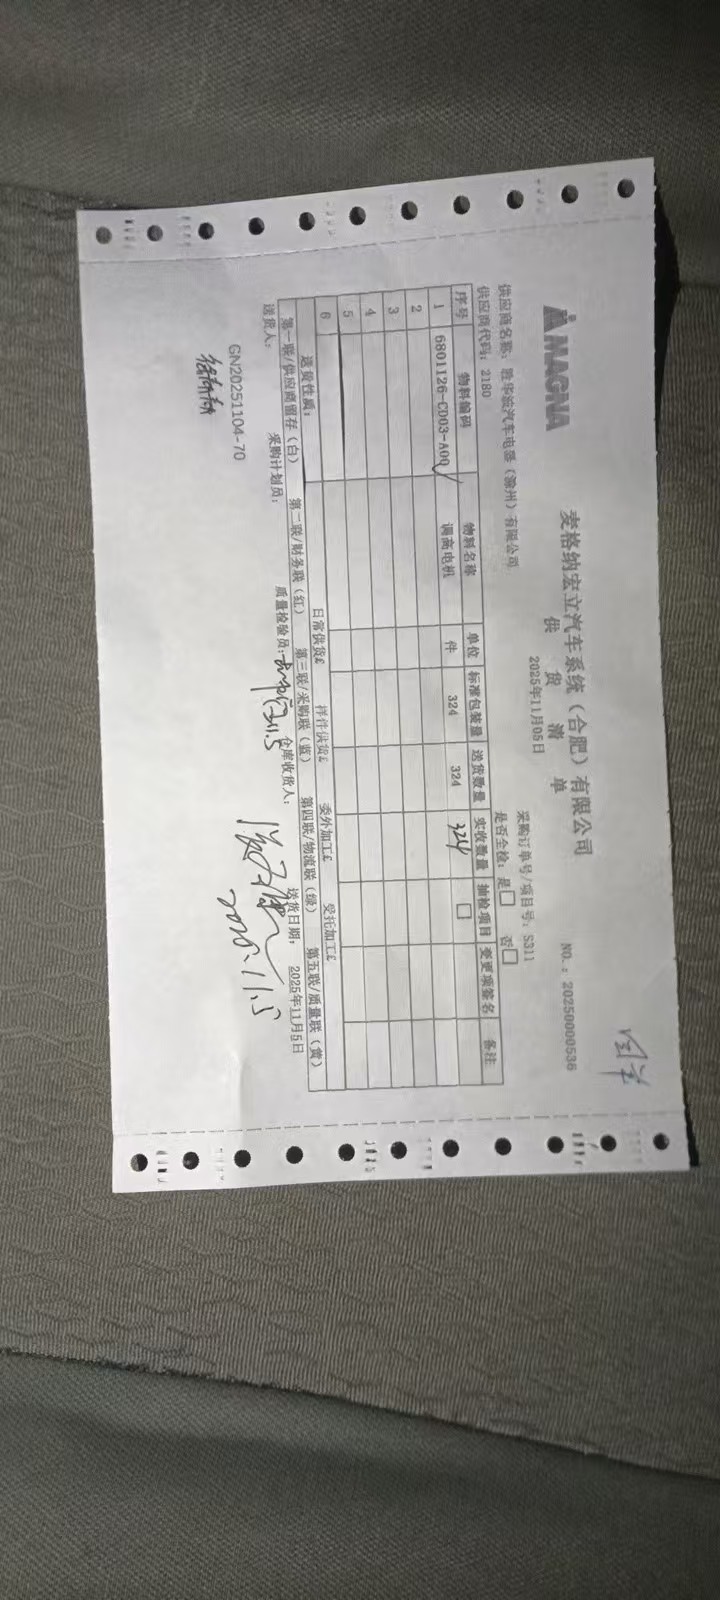 MAGNA
麦格纳宏立汽车系统（合肥）有限公司
供货清单
NO.: 20250000536
2025年11月05日
采购订单号/项目号: S311
供应商名称: 胜华波汽车电器（滁州）有限公司
供应商代码: 2180
是否全检: 是□ 否□
序号 物料编码 物料名称 单位 标准包装量 送货数量 实收数量 抽检项目 变更项签名 备注
1 6801126-CD03-A00 调高电机 件 324 324 324 □
2
3
4
5
6
送货性质: 日常供货£ 样件供货£ 委外加工£ 受托加工£
第一联/供应商留存（白） 第二联/财务联（红） 第三联/采购联（蓝） 第四联/物流联（绿） 第五联/质量联（黄）
送货人: 采购计划员: 质量检验员: 11.5 仓库收货人: 送货日期: 2025年11月5日
2025.11.5
GN20251104-70